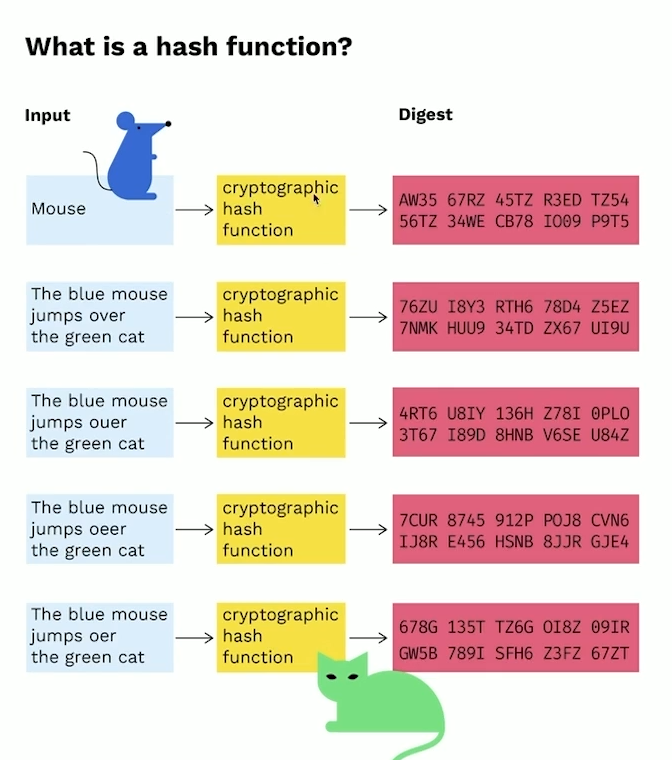 What is a hash function?
Input
Digest
Mouse
cryptographic
hash
function
AW35 67RZ 45TZ R3ED TZ54
56TZ 34WE CB78 IO09 P9T5
The blue mouse
jumps over
the green cat
cryptographic
hash
function
76ZU I8Y3 RTH6 78D4 Z5EZ
7NMK HUU9 34TD ZX67 UI9U
The blue mouse
jumps ouer
the green cat
cryptographic
hash
function
4RT6 U8IY 136H Z78I 0PLO
3T67 I89D 8HNB V6SE U84Z
The blue mouse
jumps oeer
the green cat
cryptographic
hash
function
7CUR 8745 912P POJ8 CVN6
IJ8R E456 HSNB 8JJR GJE4
The blue mouse
jumps oer
the green cat
cryptographic
hash
function
678G 135T TZ6G OI8Z 09IR
GW5B 789I SFH6 Z3FZ 67ZT